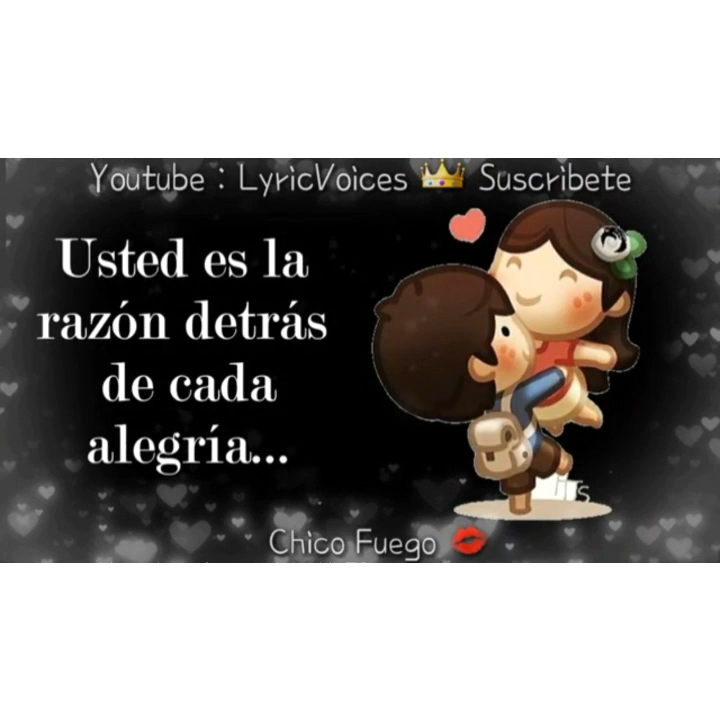 Youtube : LyricVoices 👑 Suscribete
Usted es la
razón detrás
de cada
alegría...
Chico Fuego 💋